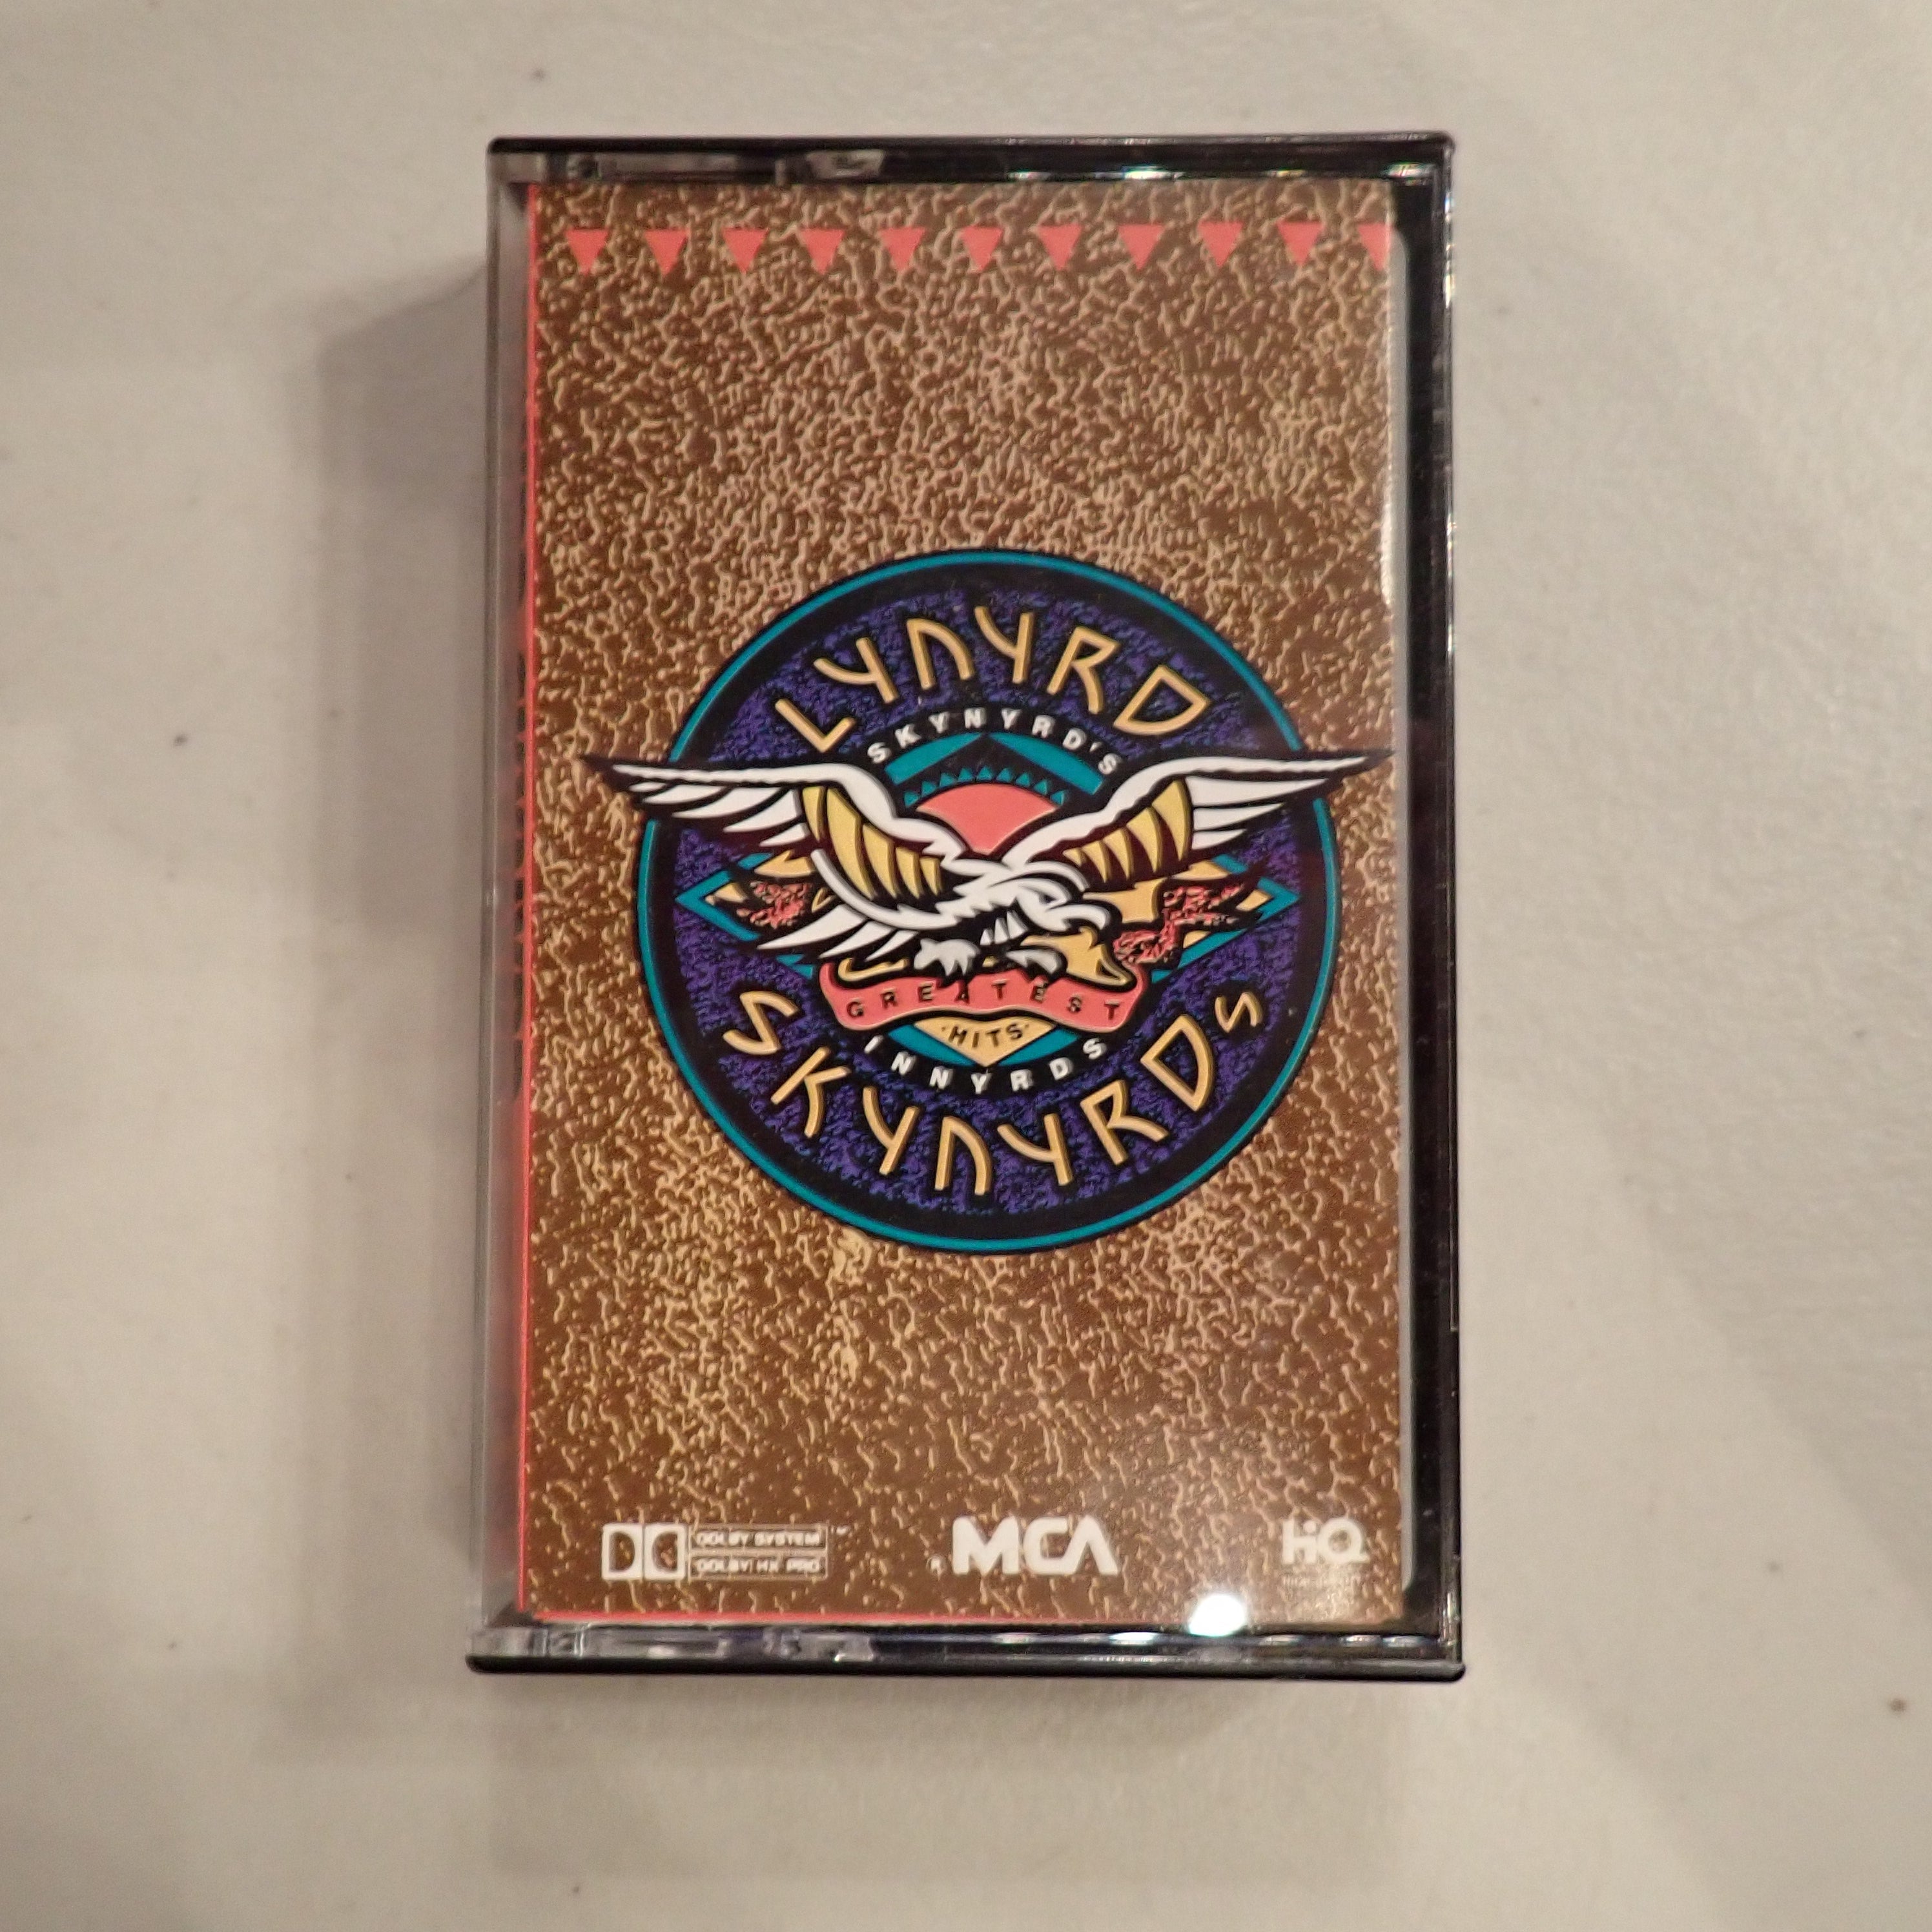 LYNYRD
SKYNYRD'S
GREATEST
HITS
INNYRDS
SKYNYRDS
DOLBY SYSTEM
DOLBY HX PRO
MCA
HiQ